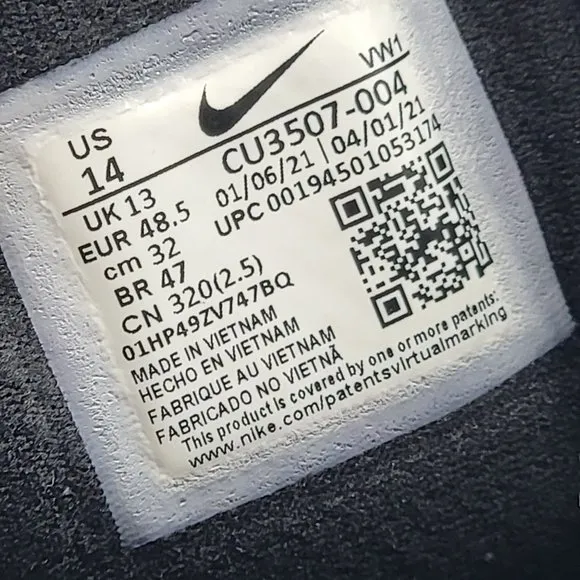 VW1
US
14
CU3507-004
01/06/21 | 04/01/21
UPC 00194501053174
UK 13
EUR 48.5
cm 32
BR 47
CN 320(2.5)
01HP49ZV747BQ
MADE IN VIETNAM
HECHO EN VIETNAM
FABRIQUE AU VIETNAM
FABRICADO NO VIETNÃ
This product is covered by one or more patents:
www.nike.com/patentsvirtualmarking